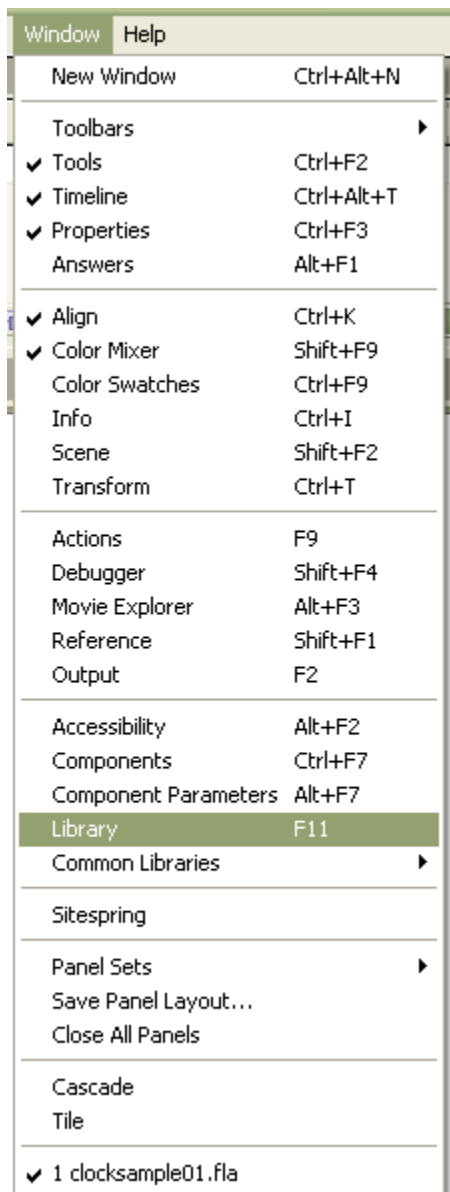 Window Help
New Window Ctrl+Alt+N
Toolbars
Tools Ctrl+F2
Timeline Ctrl+Alt+T
Properties Ctrl+F3
Answers Alt+F1
Align Ctrl+K
Color Mixer Shift+F9
Color Swatches Ctrl+F9
Info Ctrl+I
Scene Shift+F2
Transform Ctrl+T
Actions F9
Debugger Shift+F4
Movie Explorer Alt+F3
Reference Shift+F1
Output F2
Accessibility Alt+F2
Components Ctrl+F7
Component Parameters Alt+F7
Library F11
Common Libraries
Sitespring
Panel Sets
Save Panel Layout...
Close All Panels
Cascade
Tile
1 clocksample01.fla